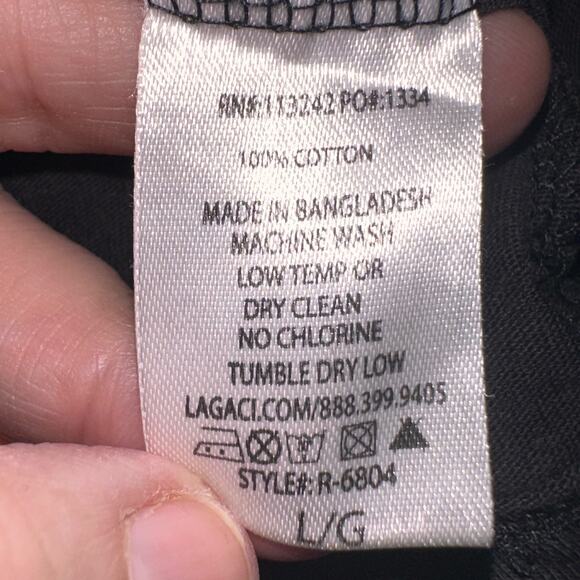 RN#:113242 PO#:1334
100% COTTON
MADE IN BANGLADESH
MACHINE WASH
LOW TEMP OR
DRY CLEAN
NO CHLORINE
TUMBLE DRY LOW
LAGACI.COM/888.399.9405
STYLE#: R-6804
L/G